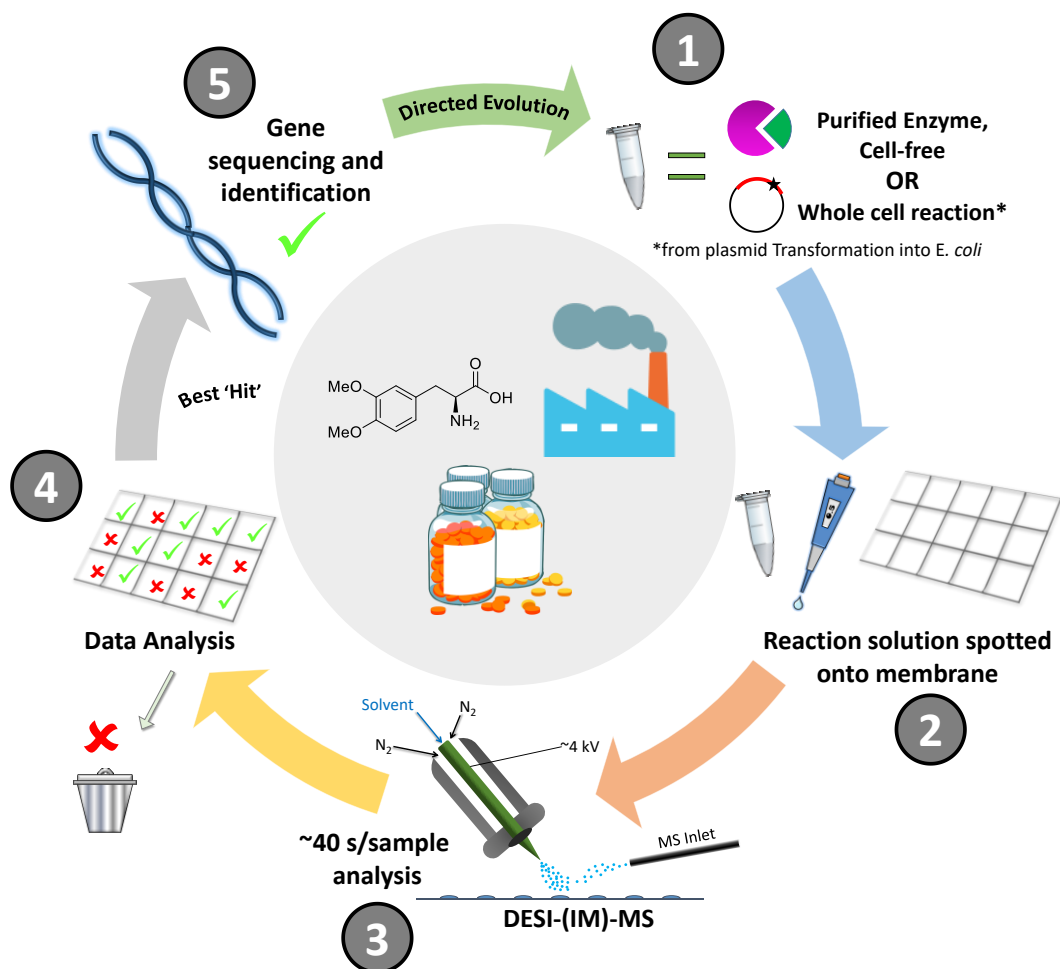 1
Purified Enzyme,
Cell-free
OR
Whole cell reaction*
*from plasmid Transformation into E. coli
2
Reaction solution spotted
onto membrane
3
~40 s/sample
analysis
Solvent
N2
N2
~4 kV
MS Inlet
DESI-(IM)-MS
4
Data Analysis
Best ‘Hit’
5
Gene
sequencing and
identification
Directed Evolution
MeO
MeO
O
OH
NH2